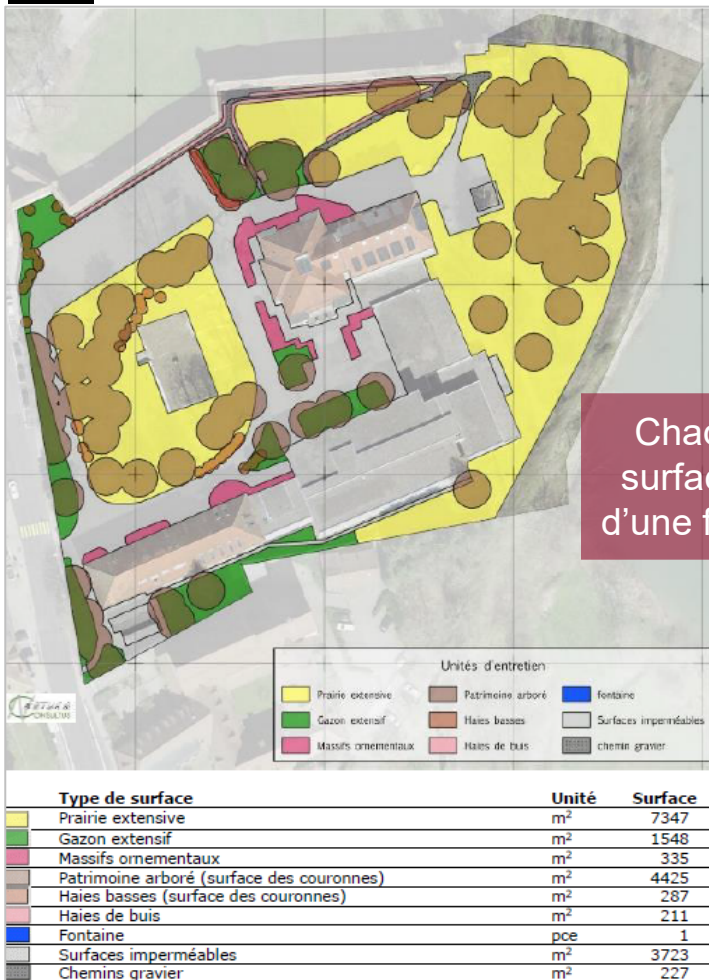 Chac
surfac
d'une f
Unités d'entretien
Prairie extensive
Patrimoine arboré
fontaine
Gazon extensif
Haies basses
Surfaces imperméables
Massifs ornementaux
Haies de buis
chemin gravier
CONSULTING
Type de surface Unité Surface
Prairie extensive m² 7347
Gazon extensif m² 1548
Massifs ornementaux m² 335
Patrimoine arboré (surface des couronnes) m² 4425
Haies basses (surface des couronnes) m² 287
Haies de buis m² 211
Fontaine pce 1
Surfaces imperméables m² 3723
Chemins gravier m² 227